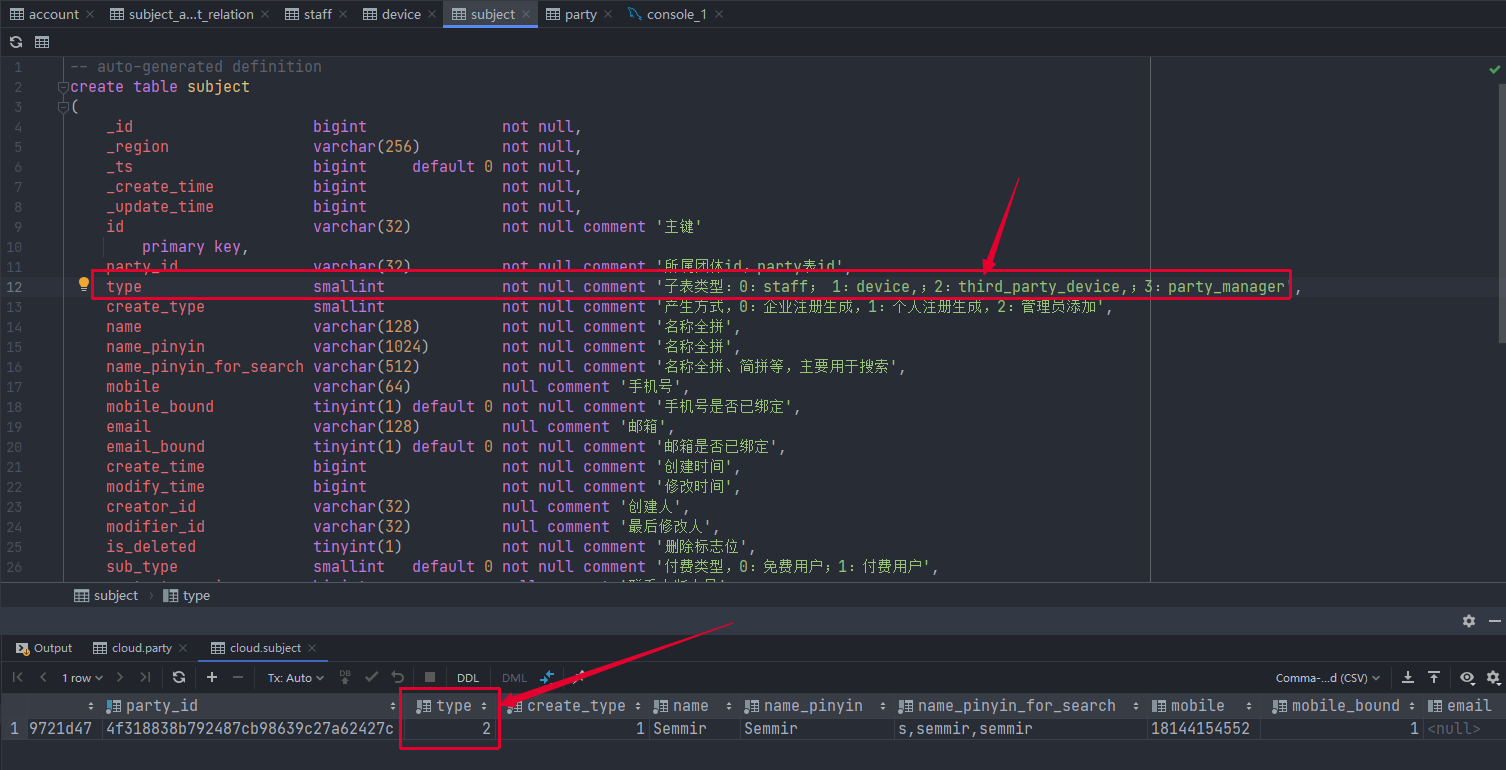 account subject_a...t_relation staff device subject party console_1
1 -- auto-generated definition
2 create table subject
3 (
4 _id bigint not null,
5 _region varchar(256) not null,
6 _ts bigint default 0 not null,
7 _create_time bigint not null,
8 _update_time bigint not null,
9 id varchar(32) not null comment '主键'
10 primary key,
11 party_id varchar(32) not null comment '所属团体id，party表id',
12 type smallint not null comment '子表类型：0：staff； 1：device,；2：third_party_device,；3：party_manager',
13 create_type smallint not null comment '产生方式，0：企业注册生成，1：个人注册生成，2：管理员添加',
14 name varchar(128) not null comment '名称全拼',
15 name_pinyin varchar(1024) not null comment '名称全拼',
16 name_pinyin_for_search varchar(512) not null comment '名称全拼、简拼等，主要用于搜索',
17 mobile varchar(64) null comment '手机号',
18 mobile_bound tinyint(1) default 0 not null comment '手机号是否已绑定',
19 email varchar(128) null comment '邮箱',
20 email_bound tinyint(1) default 0 not null comment '邮箱是否已绑定',
21 create_time bigint not null comment '创建时间',
22 modify_time bigint not null comment '修改时间',
23 creator_id varchar(32) null comment '创建人',
24 modifier_id varchar(32) null comment '最后修改人',
25 is_deleted tinyint(1) not null comment '删除标志位',
26 sub_type smallint default 0 not null comment '付费类型，0：免费用户；1：付费用户',
subject type
Output cloud.party cloud.subject
1 row Tx: Auto DB DDL DML Comma-...d (CSV)
party_id type create_type name name_pinyin name_pinyin_for_search mobile mobile_bound email
1 9721d47 4f318838b792487cb98639c27a62427c 2 1 Semmir Semmir s,semmir,semmir 18144154552 1 <null>